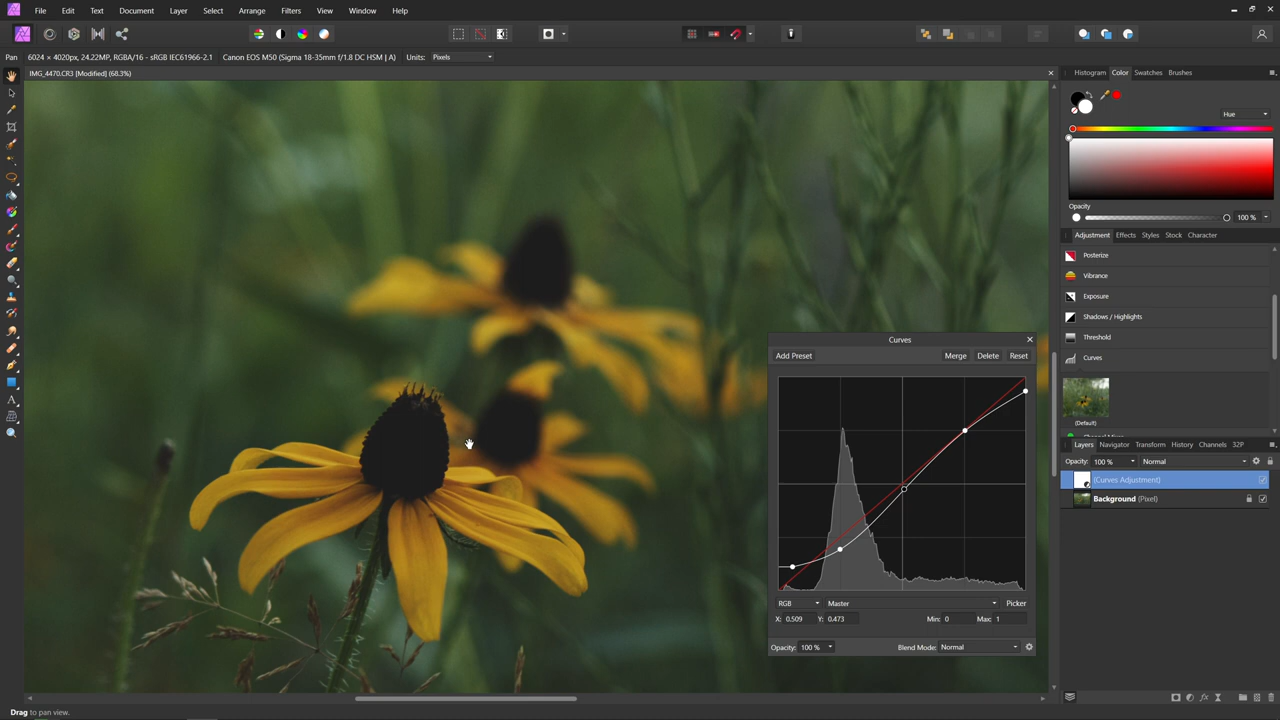 File Edit Text Document Layer Select Arrange Filters View Window Help
Pan 6024 × 4020px, 24.22MP, RGBA/16 - sRGB IEC61966-2.1 Canon EOS M50 (Sigma 18-35mm f/1.8 DC HSM | A) Units: Pixels
IMG_4470.CR3 [Modified] (68.3%)
Histogram Color Swatches Brushes
Hue
Opacity
100 %
Adjustment Effects Styles Stock Character
Posterize
Vibrance
Exposure
Shadows / Highlights
Threshold
Curves
(Default)
Layers Navigator Transform History Channels 32P
Opacity: 100 % Normal
(Curves Adjustment)
Background (Pixel)
Curves
Add Preset Merge Delete Reset
RGB Master Picker
X: 0.509 Y: 0.473 Min: 0 Max: 1
Opacity: 100 % Blend Mode: Normal
Drag to pan view.